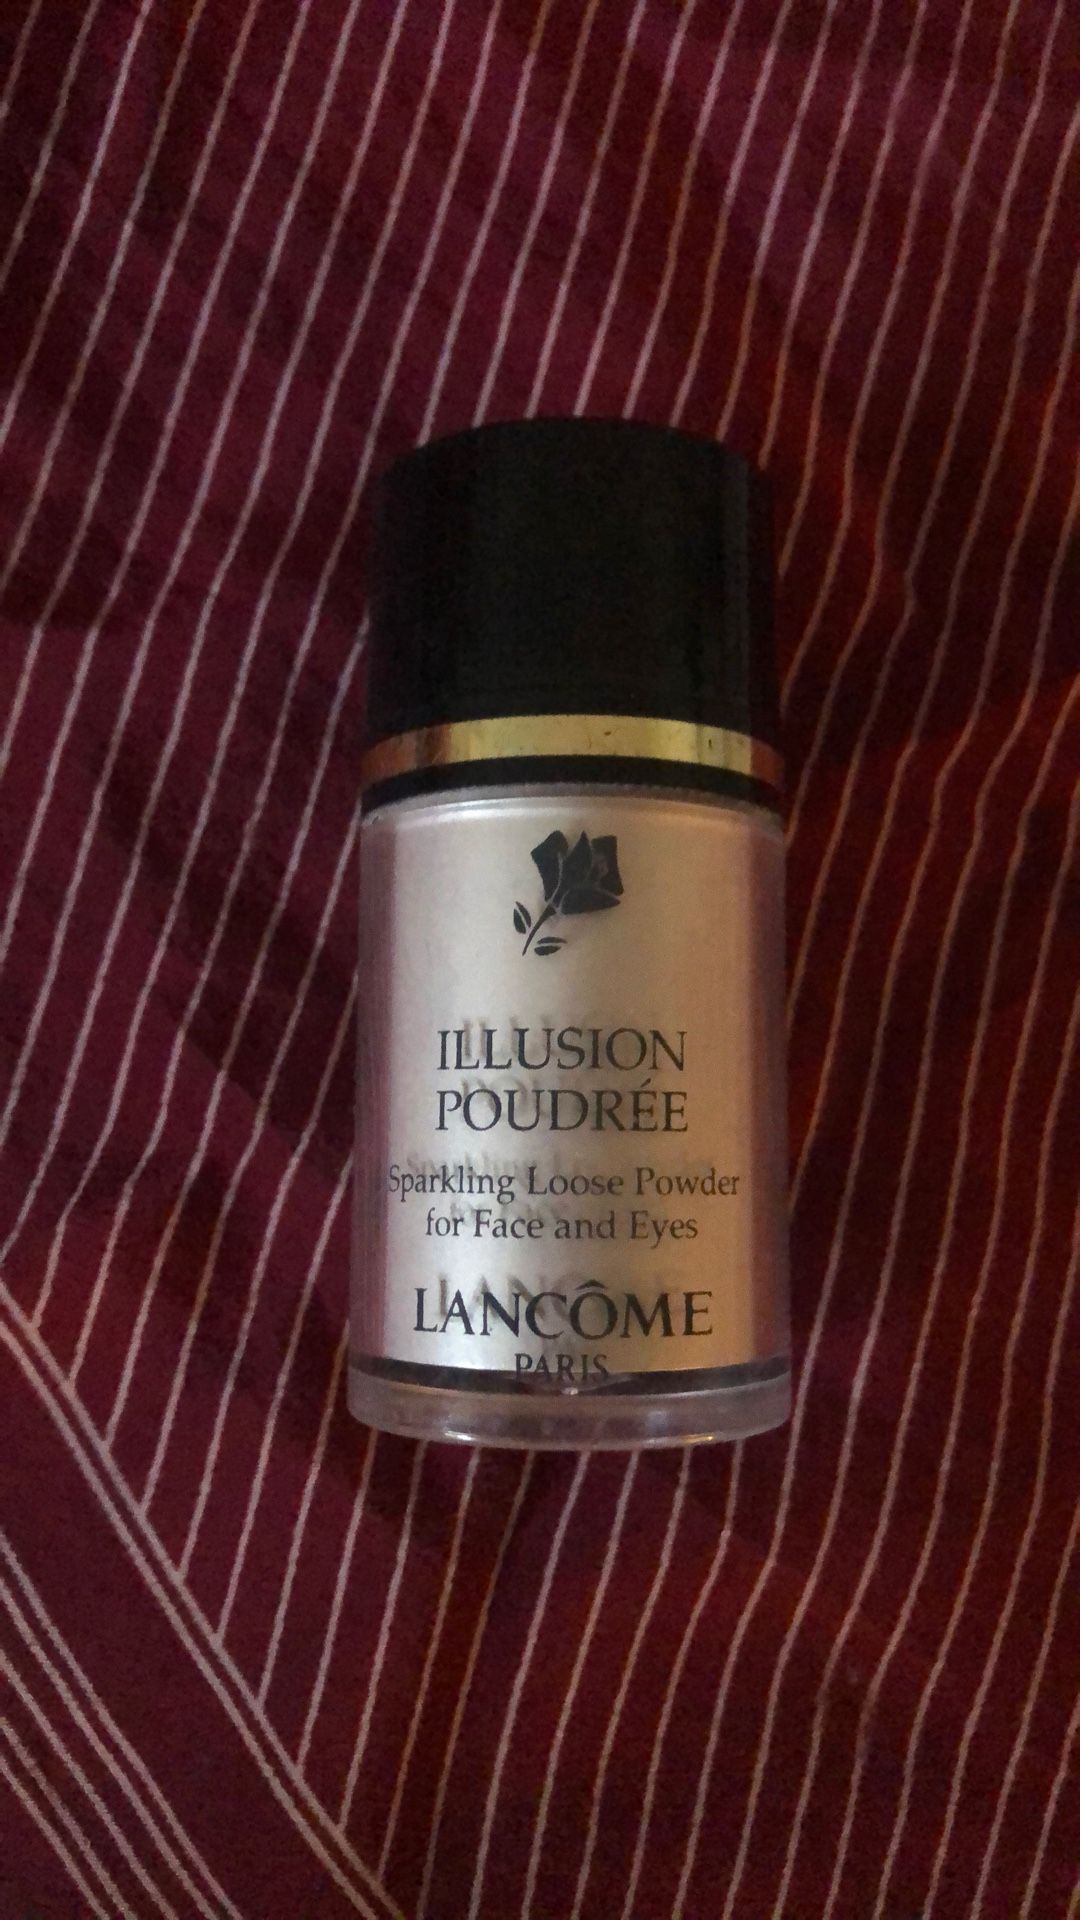 ILLUSION
POUDRÉE
Sparkling Loose Powder
for Face and Eyes
LANCÔME
PARIS